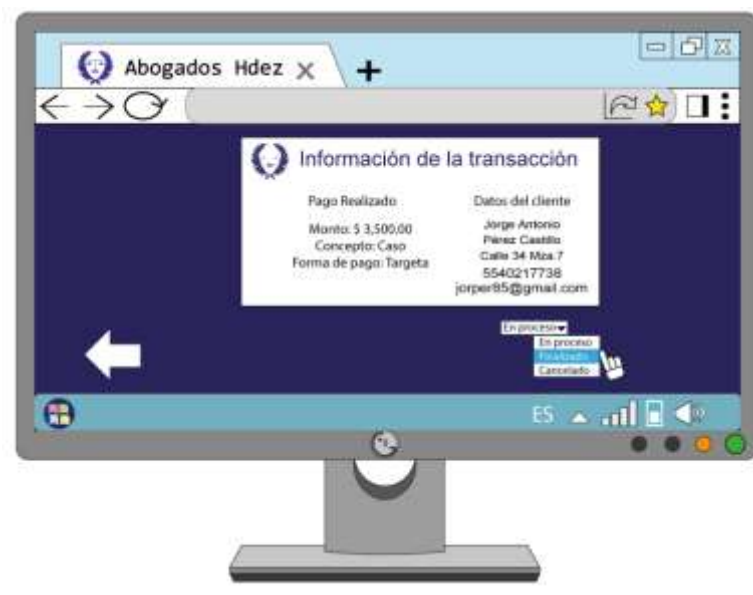 Abogados Hdez
Información de la transacción
Pago Realizado
Monto: $ 3,500,00
Concepto: Caso
Forma de pago: Targeta
Datos del cliente
Jorge Antonio
Pérez Castillo
Calle 34 Mza.7
5540217738
jorper85@gmail.com
En proceso
En proceso
Finalizado
Cancelado
ES